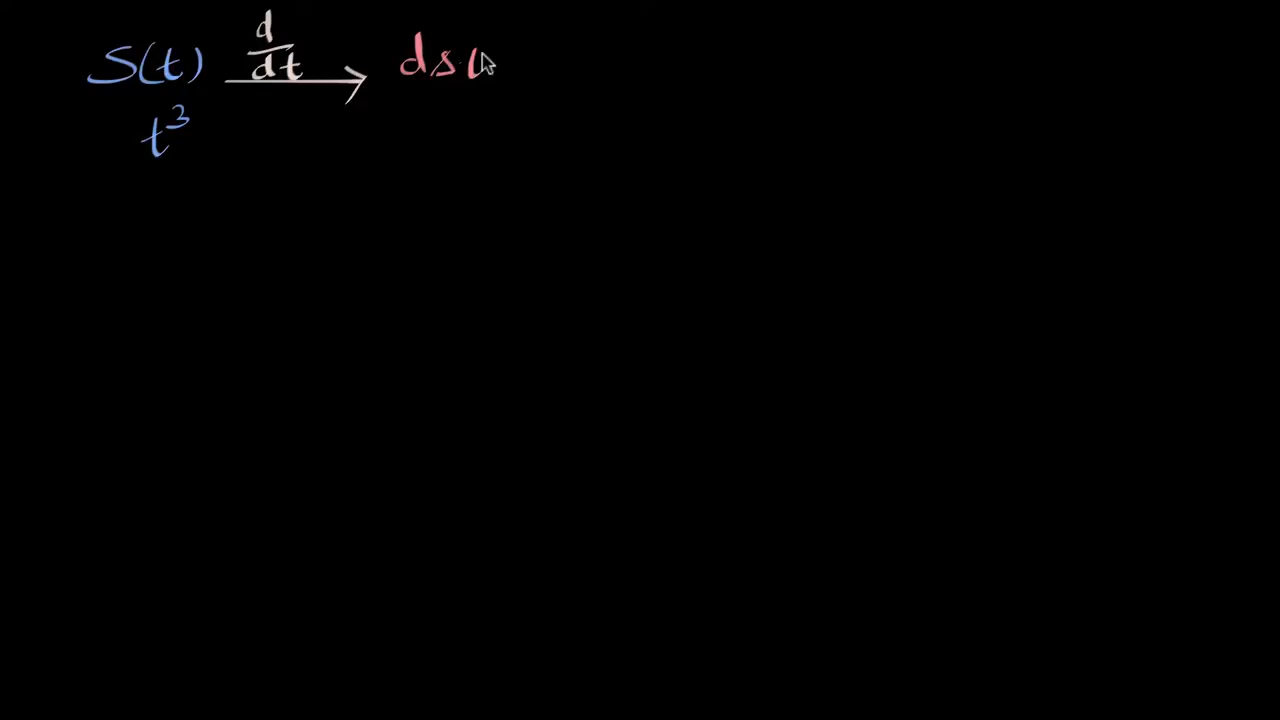 S(t) d/dt → ds(
t³